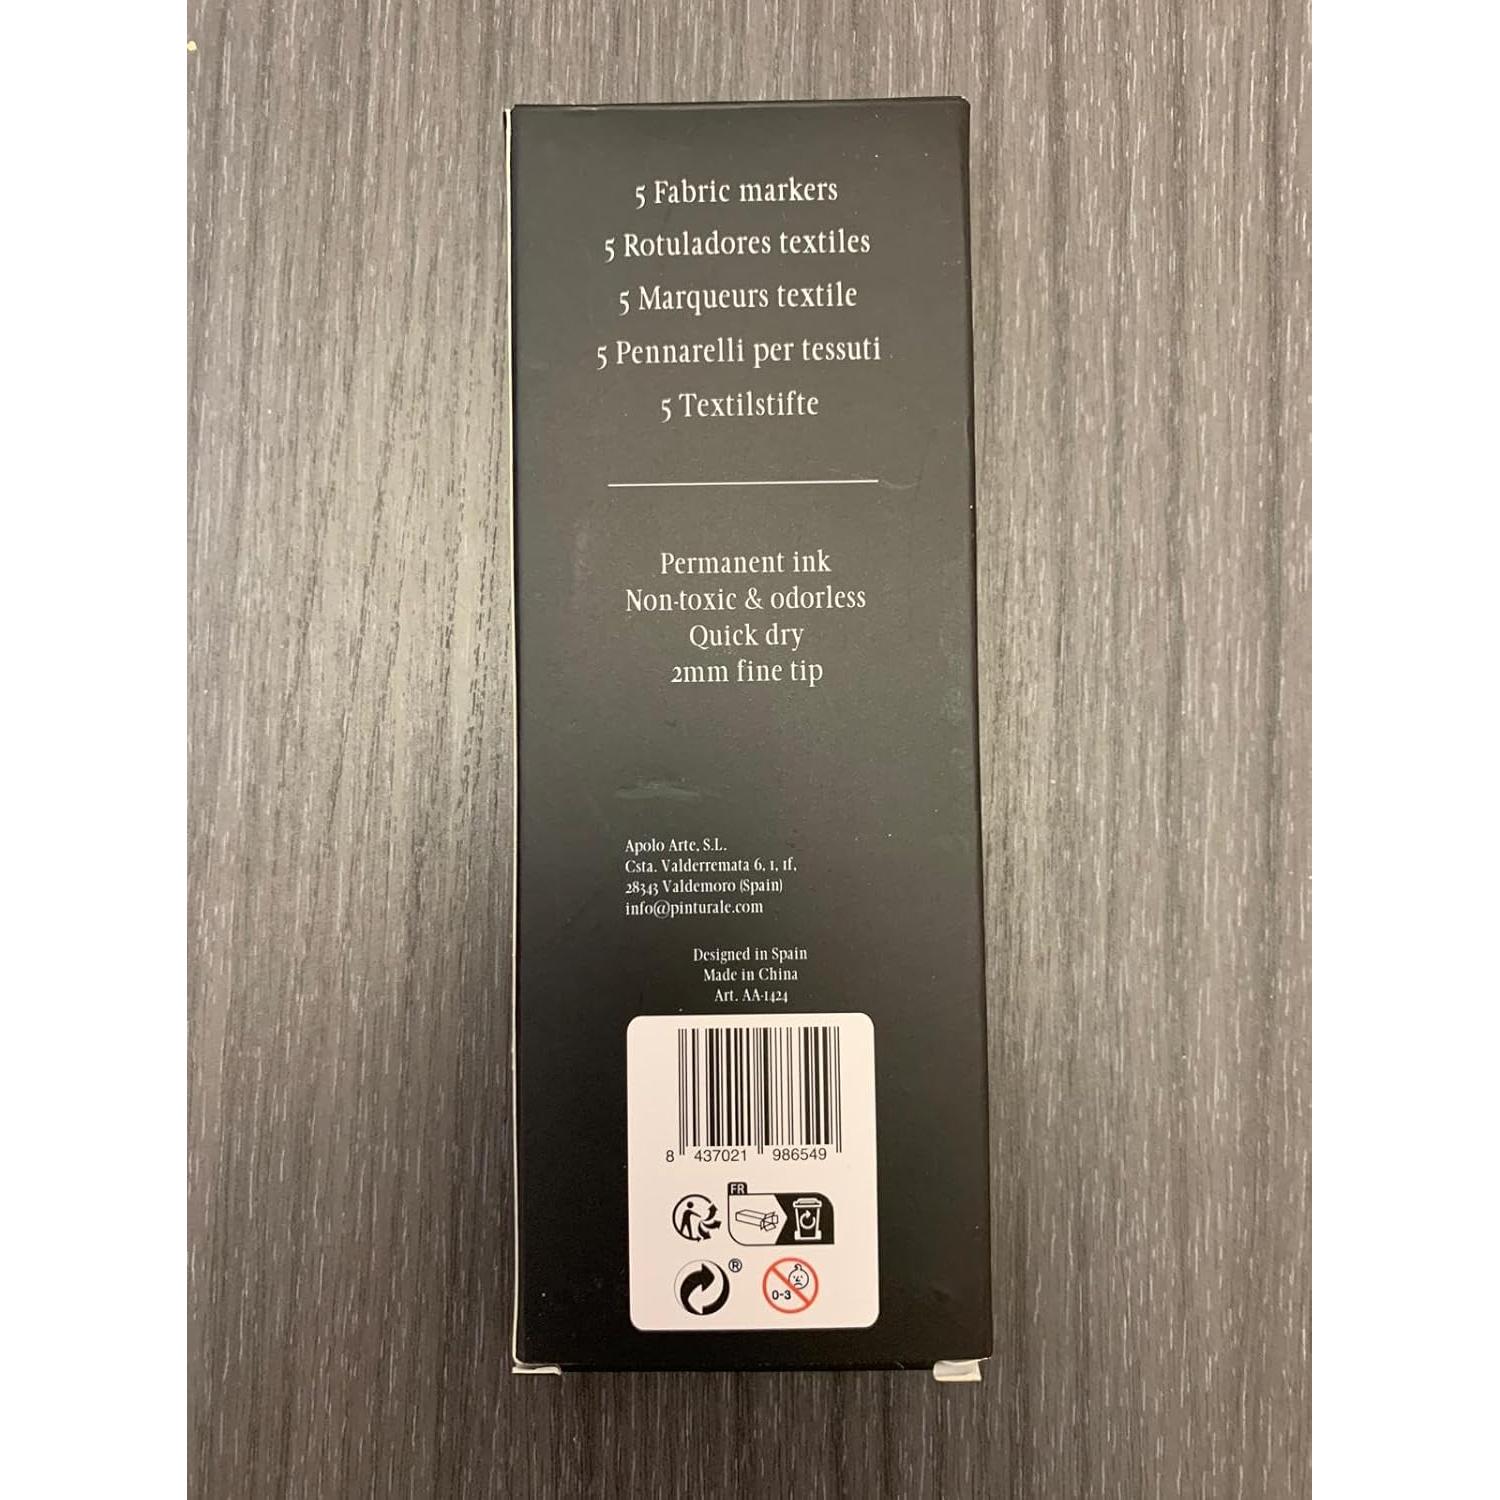 5 Fabric markers
5 Rotuladores textiles
5 Marqueurs textile
5 Pennarelli per tessuti
5 Textilstifte
Permanent ink
Non-toxic & odorless
Quick dry
2mm fine tip
Apolo Arte, S.L.
Csta. Valderremata 6, 1, 1f,
28343 Valdemoro (Spain)
info@pinturale.com
Designed in Spain
Made in China
Art. AA-1424
8 437021 986549
FR
®
0-3